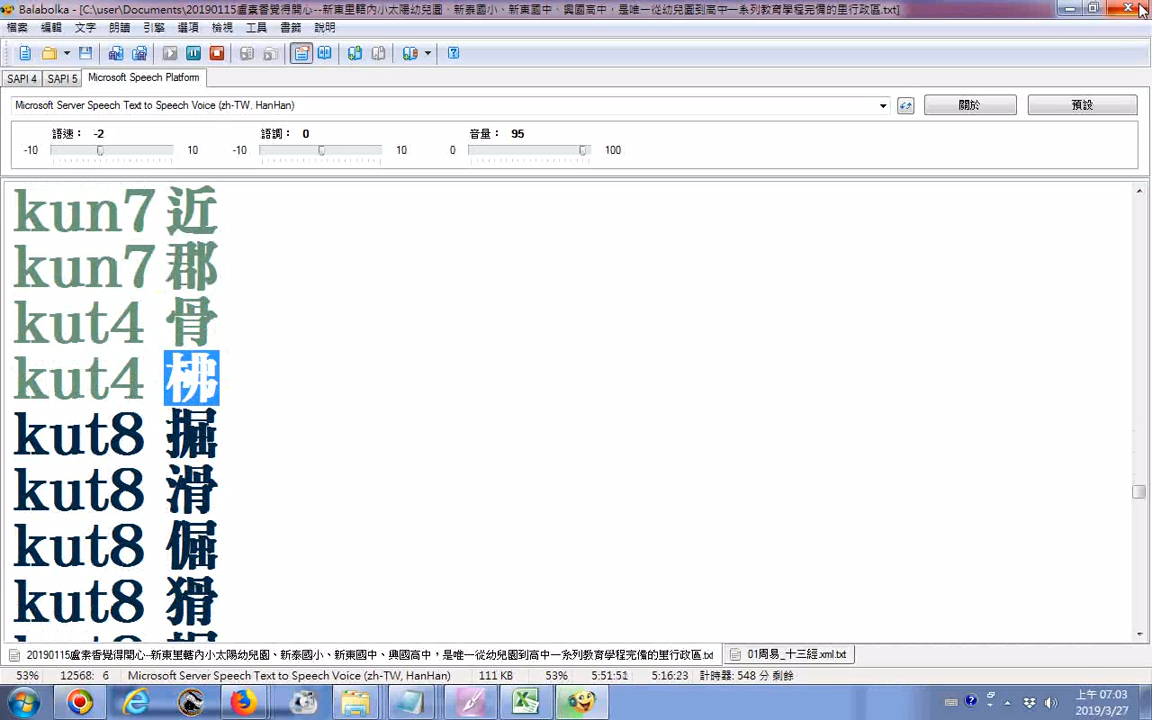 Balabolka - [C:\user\Documents\20190115盧素香覺得開心--新東里轄內小太陽幼兒園、新泰國小、新東國中、興國高中，是唯一從幼兒園到高中一系列教育學程完備的里行政區.txt]
檔案 編輯 文字 朗讀 引擎 選項 檢視 工具 書籤 說明
SAPI 4 SAPI 5 Microsoft Speech Platform
Microsoft Server Speech Text to Speech Voice (zh-TW, HanHan) 關於 預設
語速： -2 語調： 0 音量： 95
-10 10 -10 10 0 100
kun7 近
kun7 郡
kut4 骨
kut4 柫
kut8 掘
kut8 滑
kut8 倔
kut8 猾
20190115盧素香覺得開心--新東里轄內小太陽幼兒園、新泰國小、新東國中、興國高中，是唯一從幼兒園到高中一系列教育學程完備的里行政區.txt 01周易_十三經.xml.txt
53% 12568: 6 Microsoft Server Speech Text to Speech Voice (zh-TW, HanHan) 111 KB 53% 5:51:51 5:16:23 計時器: 548 分 剩餘
上午 07:03
2019/3/27